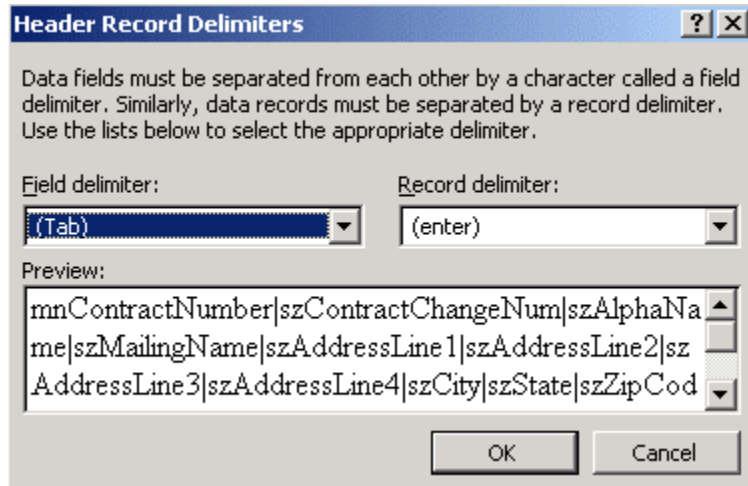 Header Record Delimiters
Data fields must be separated from each other by a character called a field
delimiter. Similarly, data records must be separated by a record delimiter.
Use the lists below to select the appropriate delimiter.
Field delimiter: Record delimiter:
(Tab) (enter)
Preview:
mnContractNumber|szContractChangeNum|szAlphaNa
me|szMailingName|szAddressLine1|szAddressLine2|sz
AddressLine3|szAddressLine4|szCity|szState|szZipCod
OK Cancel